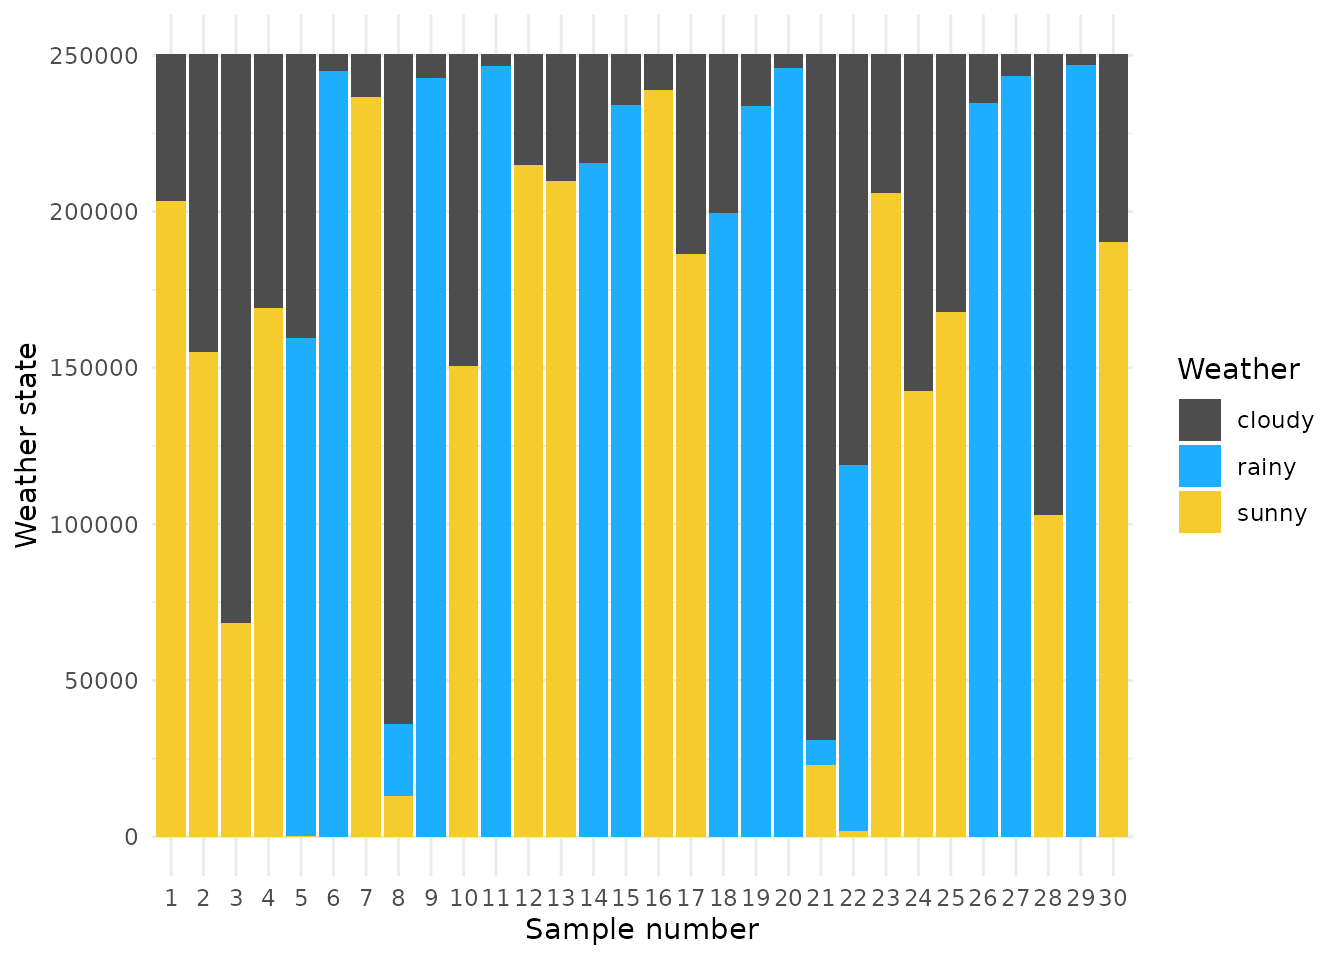 250000
200000
150000
100000
50000
0
Weather state
1 2 3 4 5 6 7 8 9 10 11 12 13 14 15 16 17 18 19 20 21 22 23 24 25 26 27 28 29 30
Sample number
Weather
cloudy
rainy
sunny